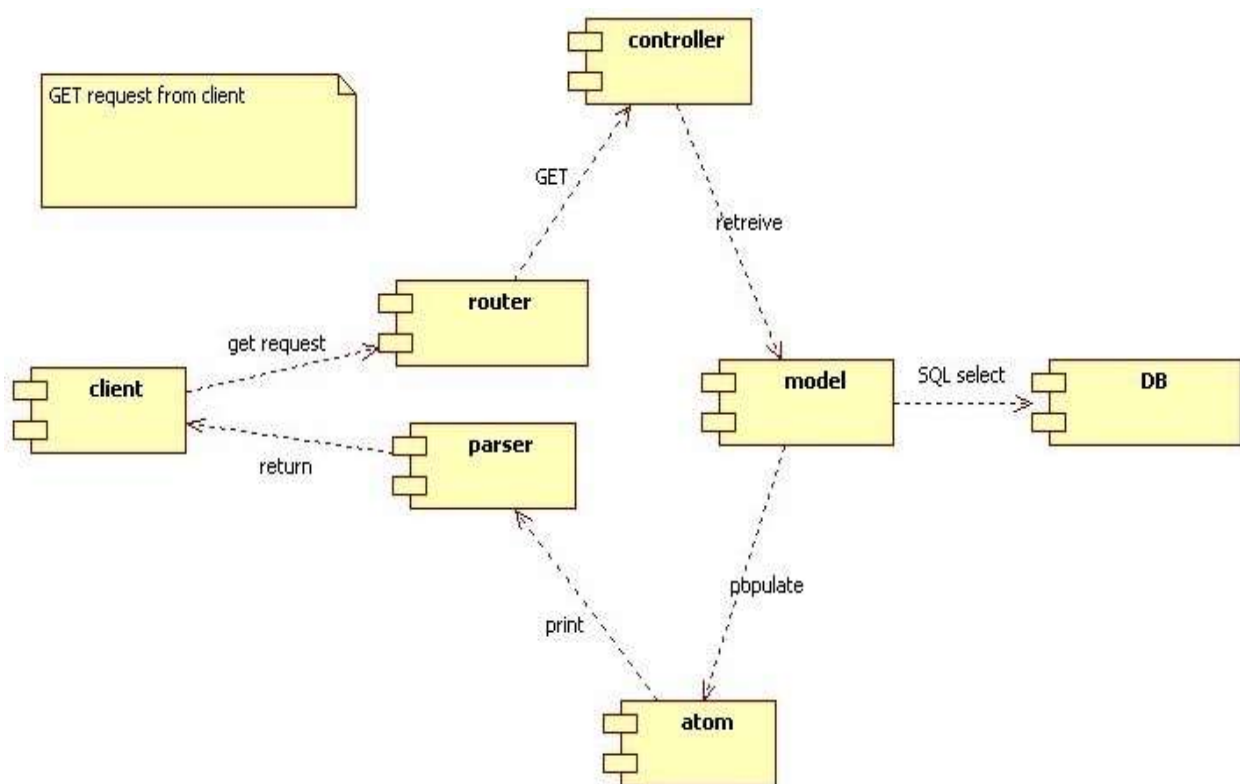 controller
GET request from client
GET
retreive
router
get request
client
model
SQL select
DB
parser
return
populate
print
atom